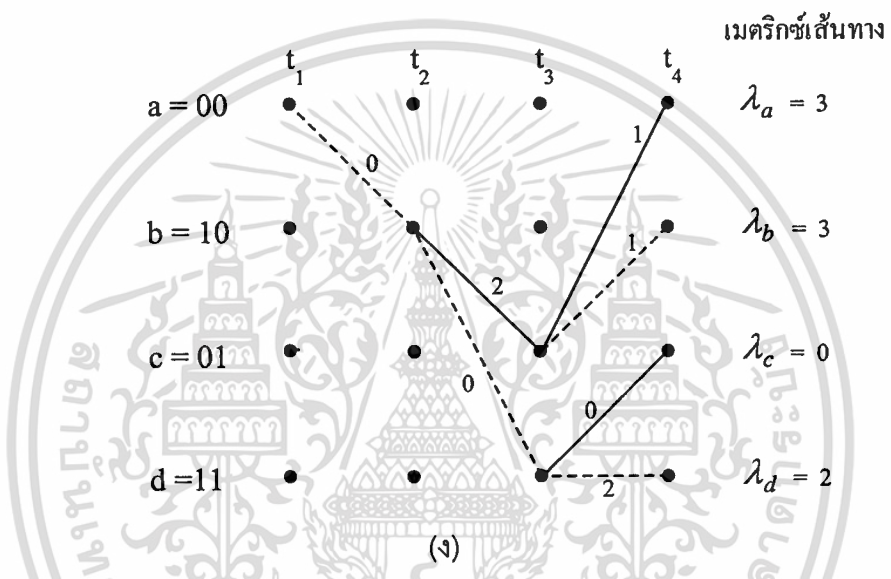 เมตริกซ์เส้นทาง
t1 t2 t3 t4
a = 00 λa = 3
0 1
b = 10 λb = 3
1
2
c = 01 λc = 0
0 0
d =11 λd = 2
2
(ง)